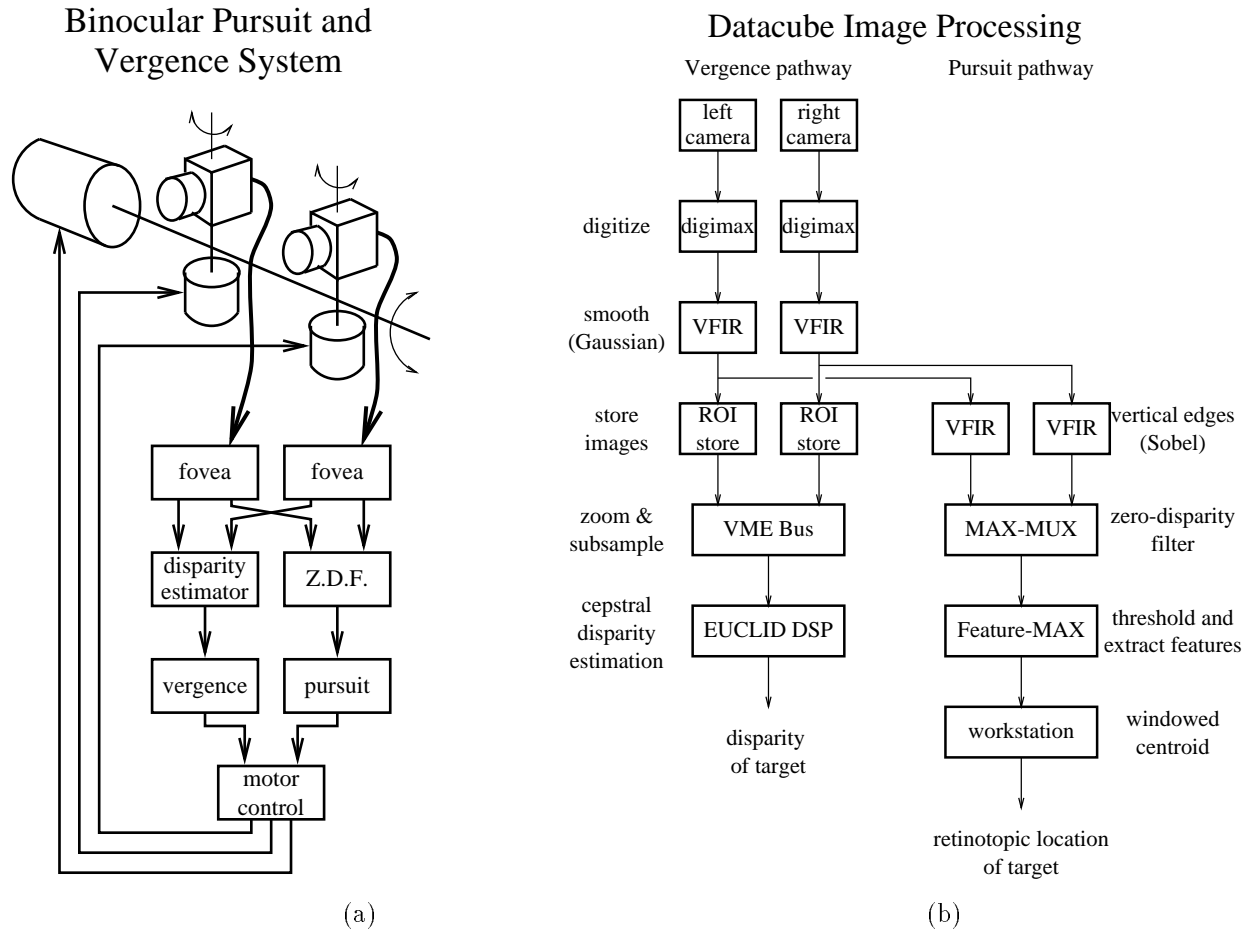 Binocular Pursuit and
Vergence System
fovea
fovea
disparity
estimator
Z.D.F.
vergence
pursuit
motor
control
(a)
Datacube Image Processing
Vergence pathway
Pursuit pathway
left
camera
right
camera
digitize
digimax
digimax
smooth
(Gaussian)
VFIR
VFIR
store
images
ROI
store
ROI
store
VFIR
VFIR
vertical edges
(Sobel)
zoom &
subsample
VME Bus
MAX-MUX
zero-disparity
filter
cepstral
disparity
estimation
EUCLID DSP
Feature-MAX
threshold and
extract features
disparity
of target
workstation
windowed
centroid
retinotopic location
of target
(b)